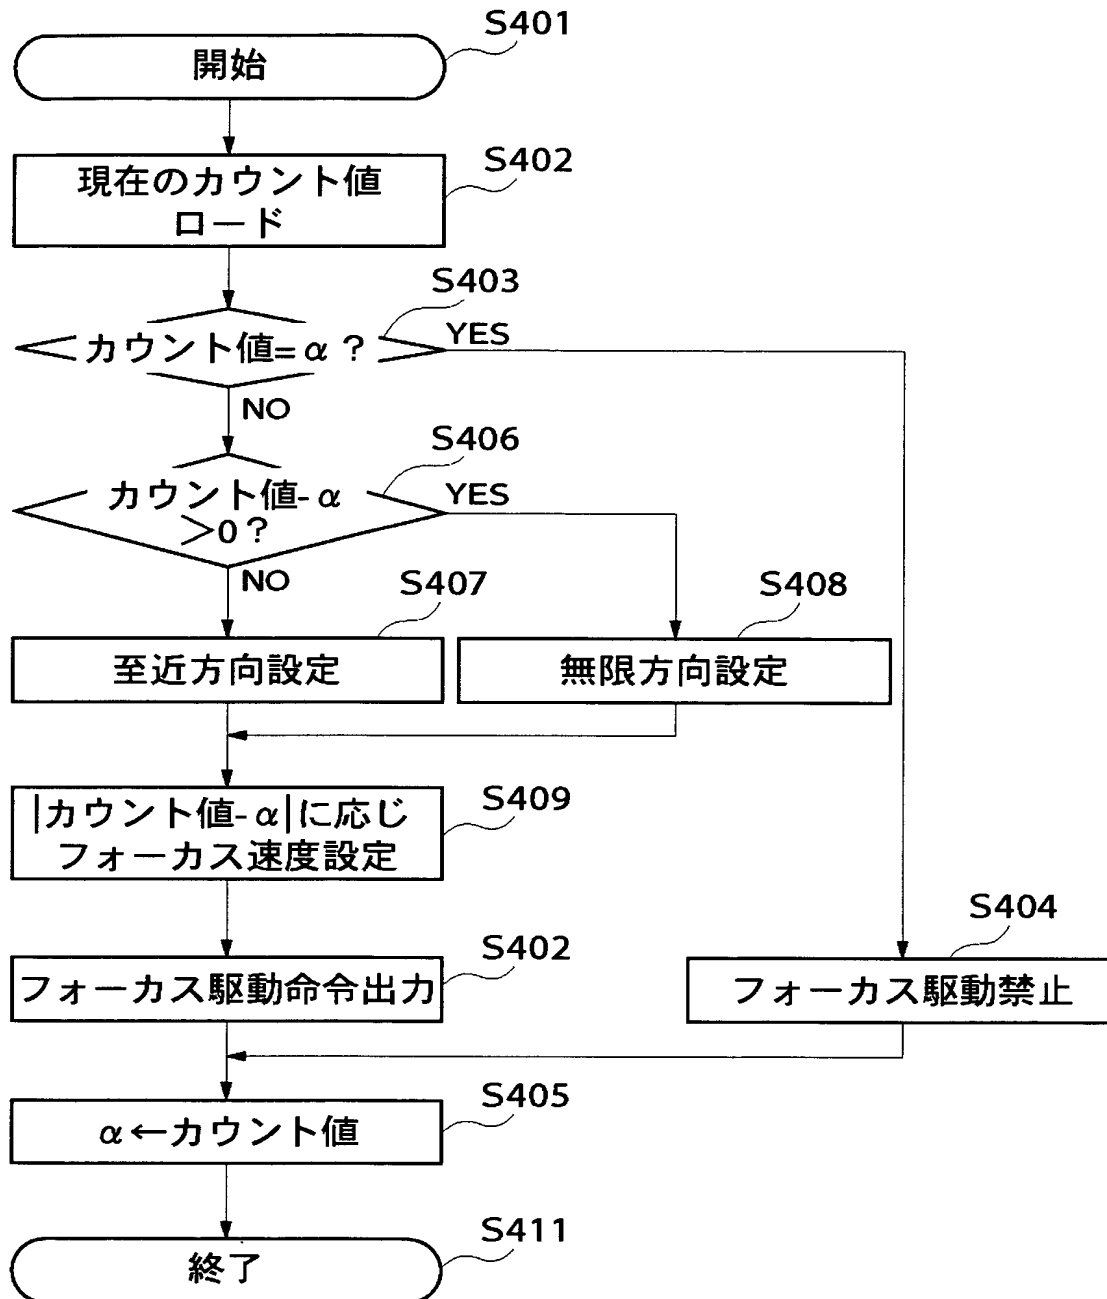 S401
開始
S402
現在のカウント値
ロード
S403
カウント値=α？
YES
NO
S406
カウント値-α
＞0？
YES
NO
S407
至近方向設定
S408
無限方向設定
S409
|カウント値-α|に応じ
フォーカス速度設定
S402
フォーカス駆動命令出力
S404
フォーカス駆動禁止
S405
α←カウント値
S411
終了